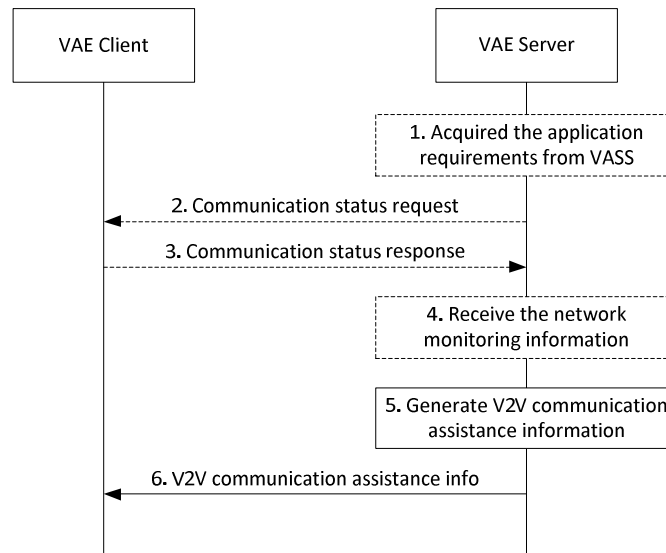 VAE Client
VAE Server
1. Acquired the application
requirements from VASS
2. Communication status request
3. Communication status response
4. Receive the network
monitoring information
5. Generate V2V communication
assistance information
6. V2V communication assistance info